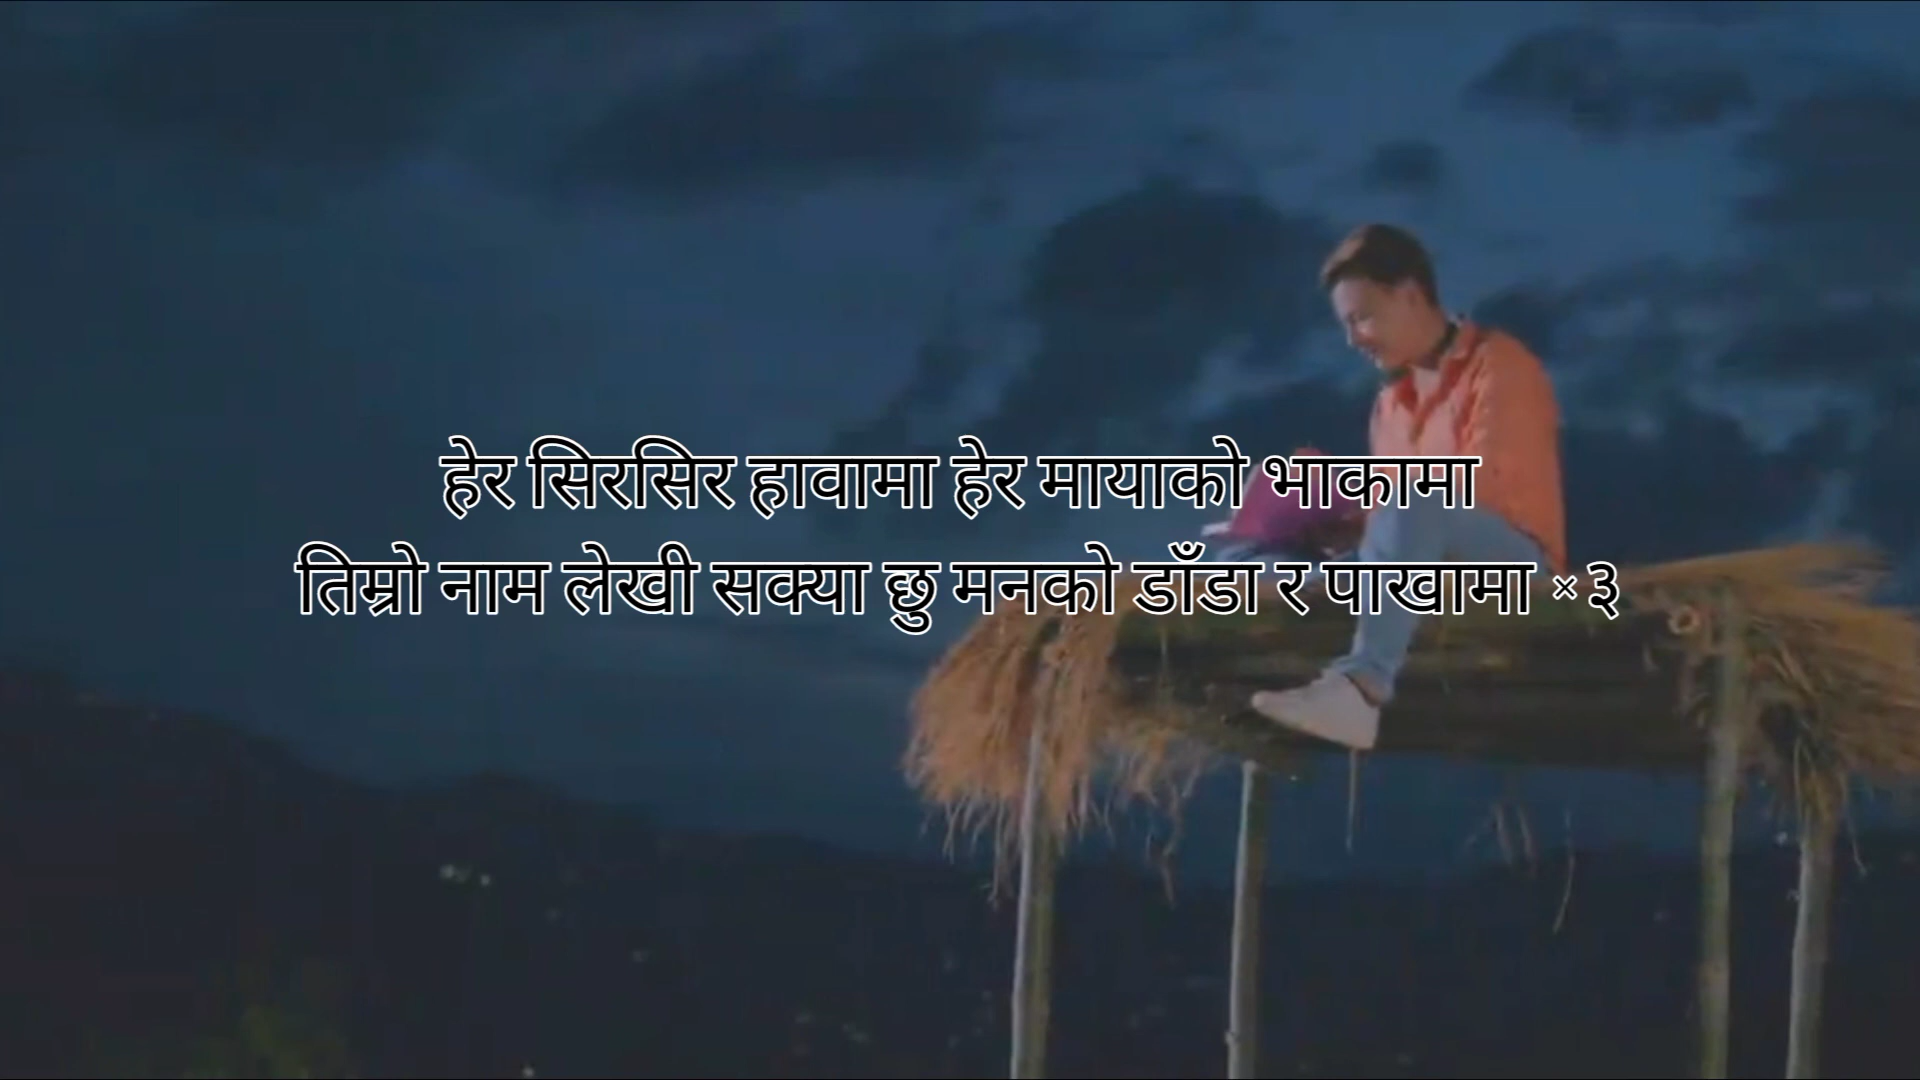 हेर सिरसिर हावामा हेर मायाको भाकामा
तिम्रो नाम लेखी सक्या छु मनको डाँडा र पाखामा ×३